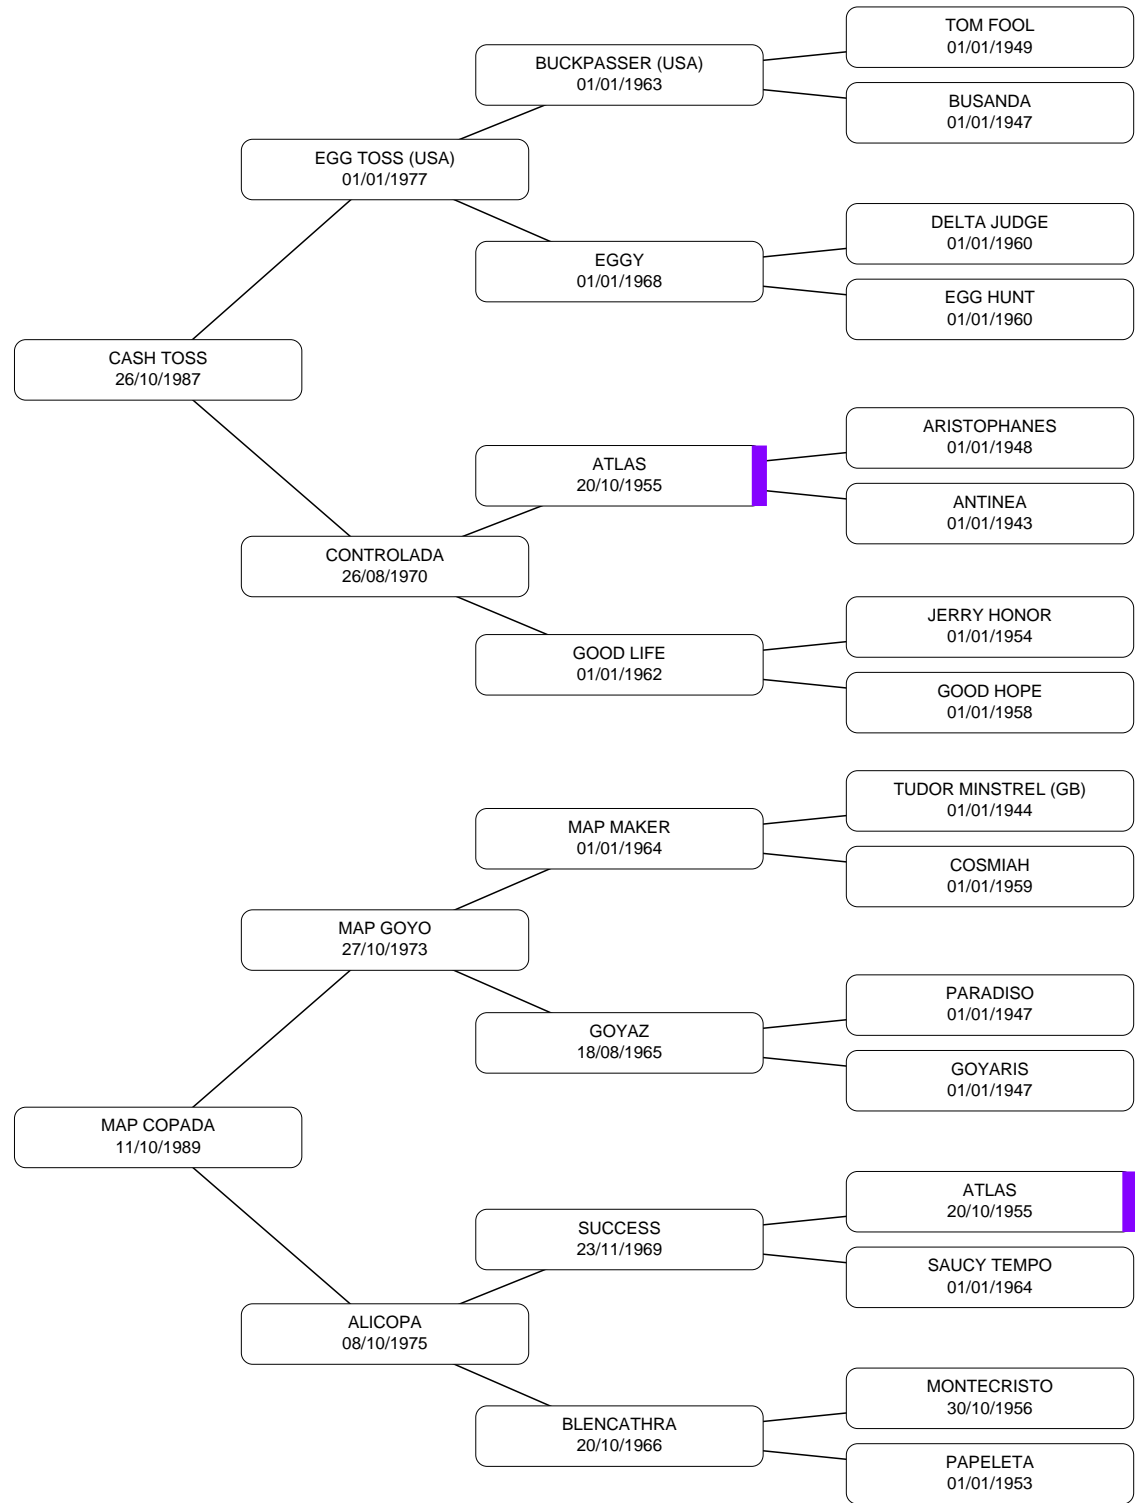 TOM FOOL
01/01/1949
BUCKPASSER (USA)
01/01/1963
BUSANDA
01/01/1947
EGG TOSS (USA)
01/01/1977
DELTA JUDGE
01/01/1960
EGGY
01/01/1968
EGG HUNT
01/01/1960
CASH TOSS
26/10/1987
ARISTOPHANES
01/01/1948
ATLAS
20/10/1955
ANTINEA
01/01/1943
CONTROLADA
26/08/1970
JERRY HONOR
01/01/1954
GOOD LIFE
01/01/1962
GOOD HOPE
01/01/1958
TUDOR MINSTREL (GB)
01/01/1944
MAP MAKER
01/01/1964
COSMIAH
01/01/1959
MAP GOYO
27/10/1973
PARADISO
01/01/1947
GOYAZ
18/08/1965
GOYARIS
01/01/1947
MAP COPADA
11/10/1989
ATLAS
20/10/1955
SUCCESS
23/11/1969
SAUCY TEMPO
01/01/1964
ALICOPA
08/10/1975
MONTECRISTO
30/10/1956
BLENCATHRA
20/10/1966
PAPELETA
01/01/1953